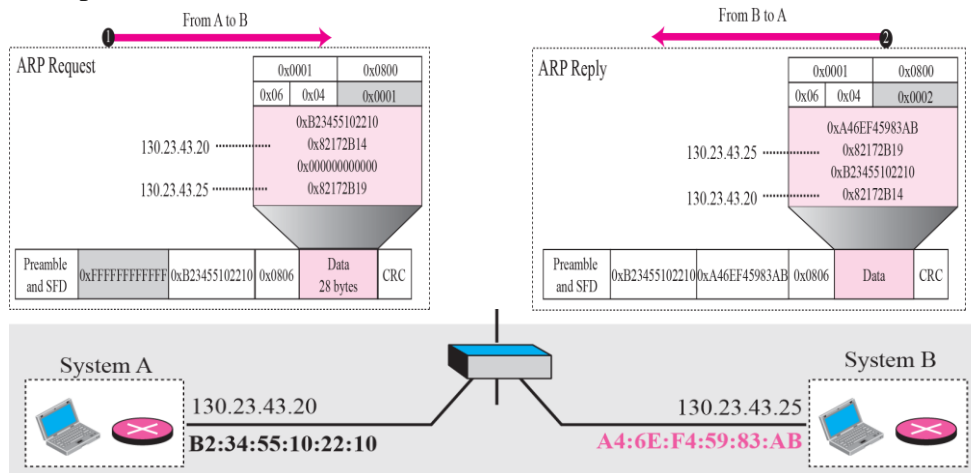 From A to B
1
ARP Request
0x0001 0x0800
0x06 0x04 0x0001
0xB23455102210
130.23.43.20 0x82172B14
0x000000000000
130.23.43.25 0x82172B19
Preamble and SFD 0xFFFFFFFFFFFF 0xB23455102210 0x0806 Data 28 bytes CRC
From B to A
2
ARP Reply
0x0001 0x0800
0x06 0x04 0x0002
0xA46EF45983AB
130.23.43.25 0x82172B19
0xB23455102210
130.23.43.20 0x82172B14
Preamble and SFD 0xB23455102210 0xA46EF45983AB 0x0806 Data CRC
System A
130.23.43.20
B2:34:55:10:22:10
System B
130.23.43.25
A4:6E:F4:59:83:AB